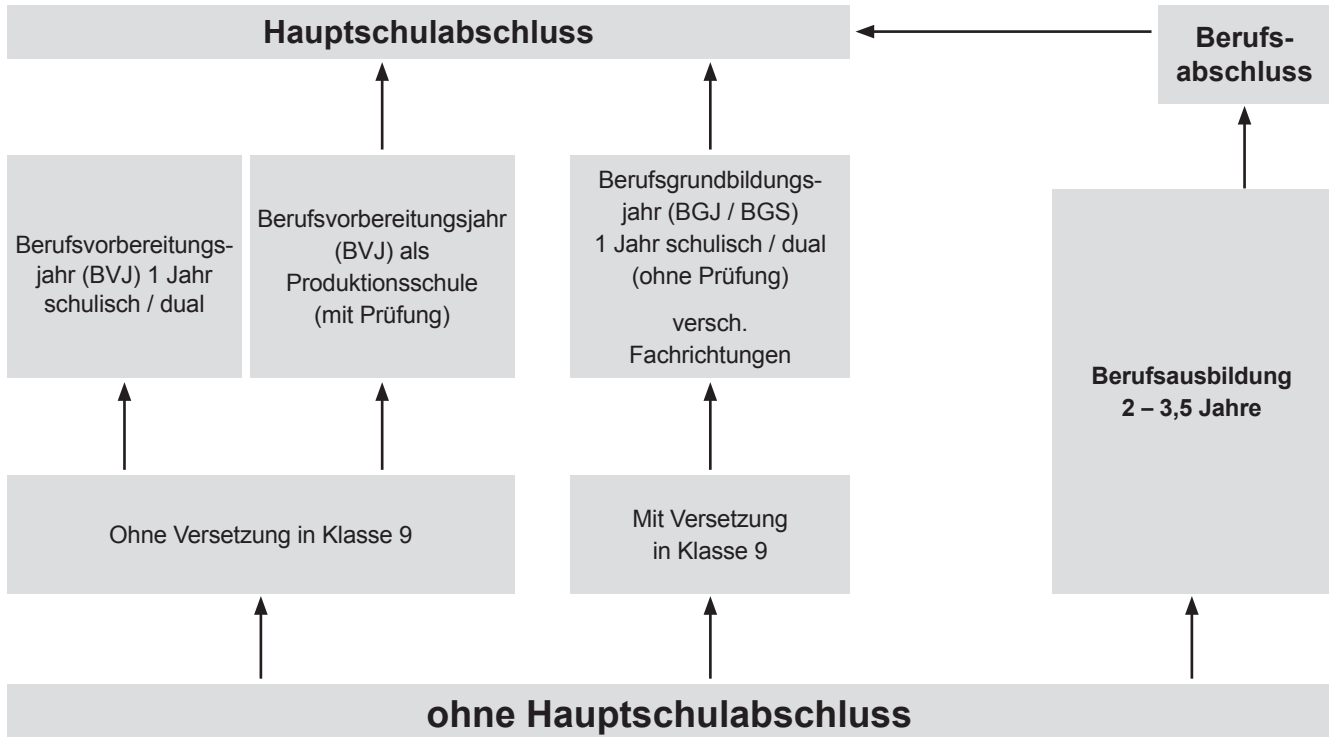 Hauptschulabschluss
Berufs-
abschluss
Berufsvorbereitungs-
jahr (BVJ) 1 Jahr
schulisch / dual
Berufsvorbereitungsjahr
(BVJ) als
Produktionsschule
(mit Prüfung)
Berufsgrundbildungs-
jahr (BGJ / BGS)
1 Jahr schulisch / dual
(ohne Prüfung)
versch.
Fachrichtungen
Berufsausbildung
2 – 3,5 Jahre
Ohne Versetzung in Klasse 9
Mit Versetzung
in Klasse 9
ohne Hauptschulabschluss